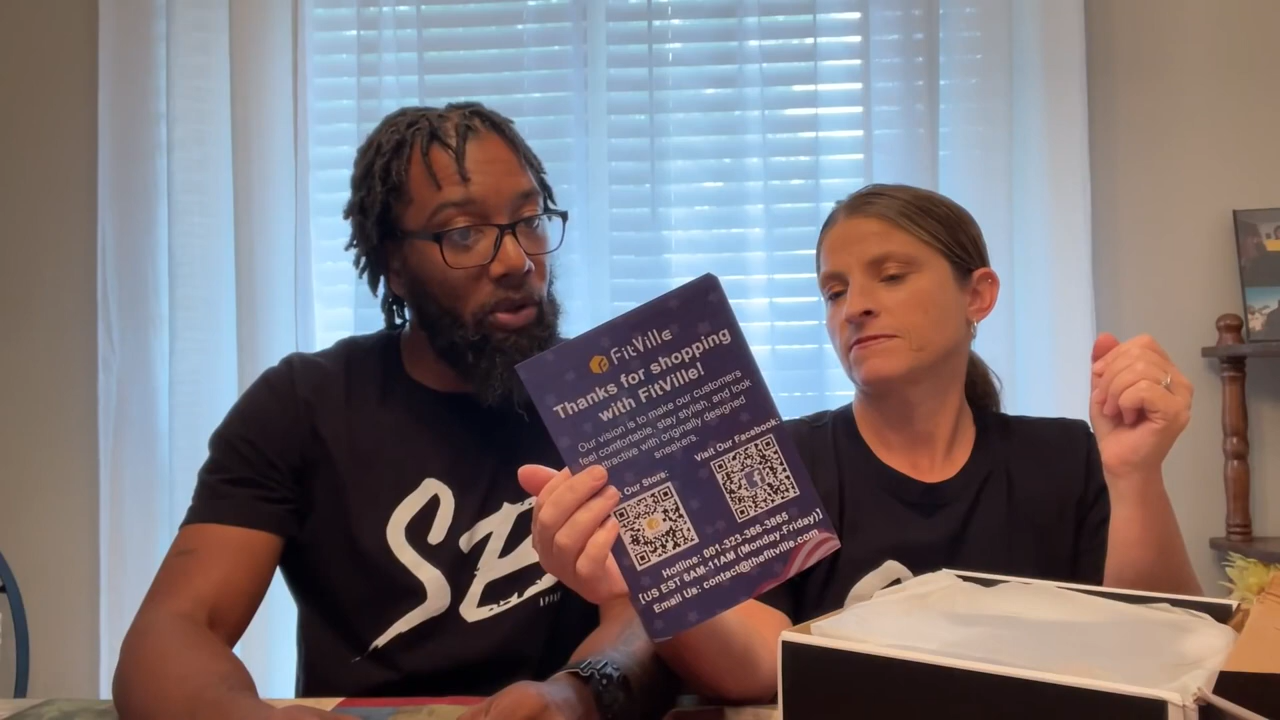 FitVille
Thanks for shopping
with FitVille!
Our vision is to make our customers
feel comfortable, stay stylish, and look
attractive with originally designed
sneakers.
Our Store:
Visit Our Facebook:
Hotline: 001-323-366-3865
[US EST 6AM-11AM (Monday-Friday)]
Email Us: contact@thefitville.com